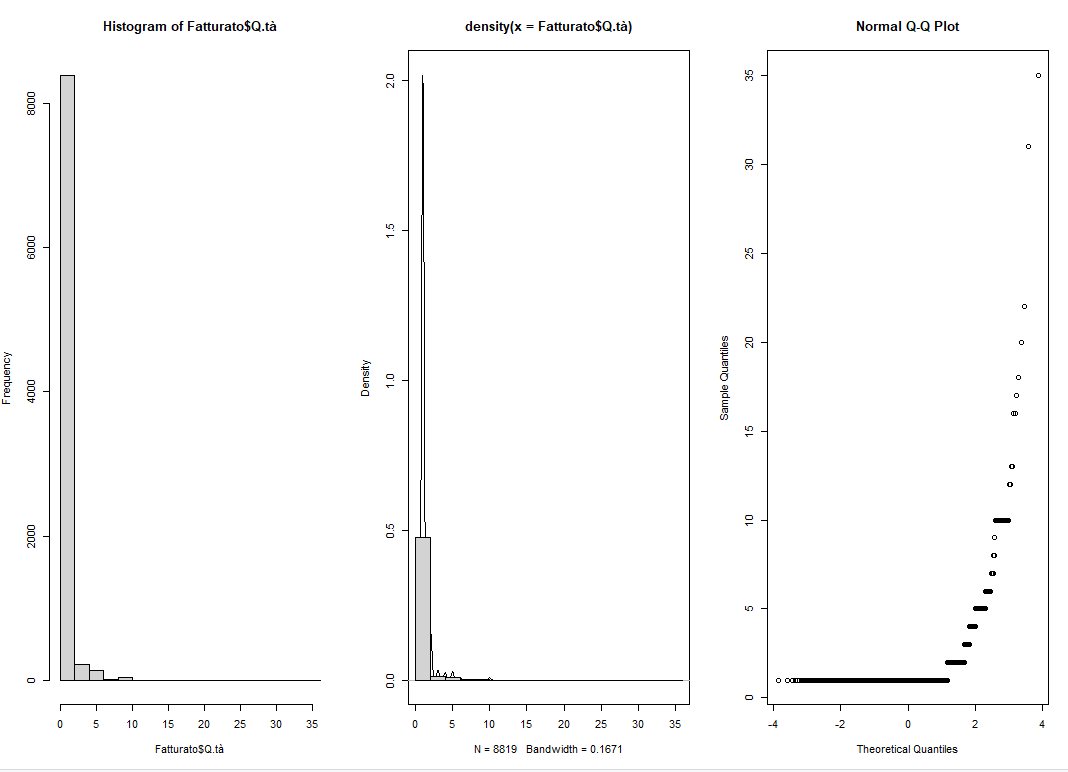 Histogram of Fatturato$Q.tà
Frequency
8000
6000
4000
2000
0
0 5 10 15 20 25 30 35
Fatturato$Q.tà
density(x = Fatturato$Q.tà)
Density
2.0
1.5
1.0
0.5
0.0
0 5 10 15 20 25 30 35
N = 8819 Bandwidth = 0.1671
Normal Q-Q Plot
Sample Quantiles
35
30
25
20
15
10
5
0
-4 -2 0 2 4
Theoretical Quantiles